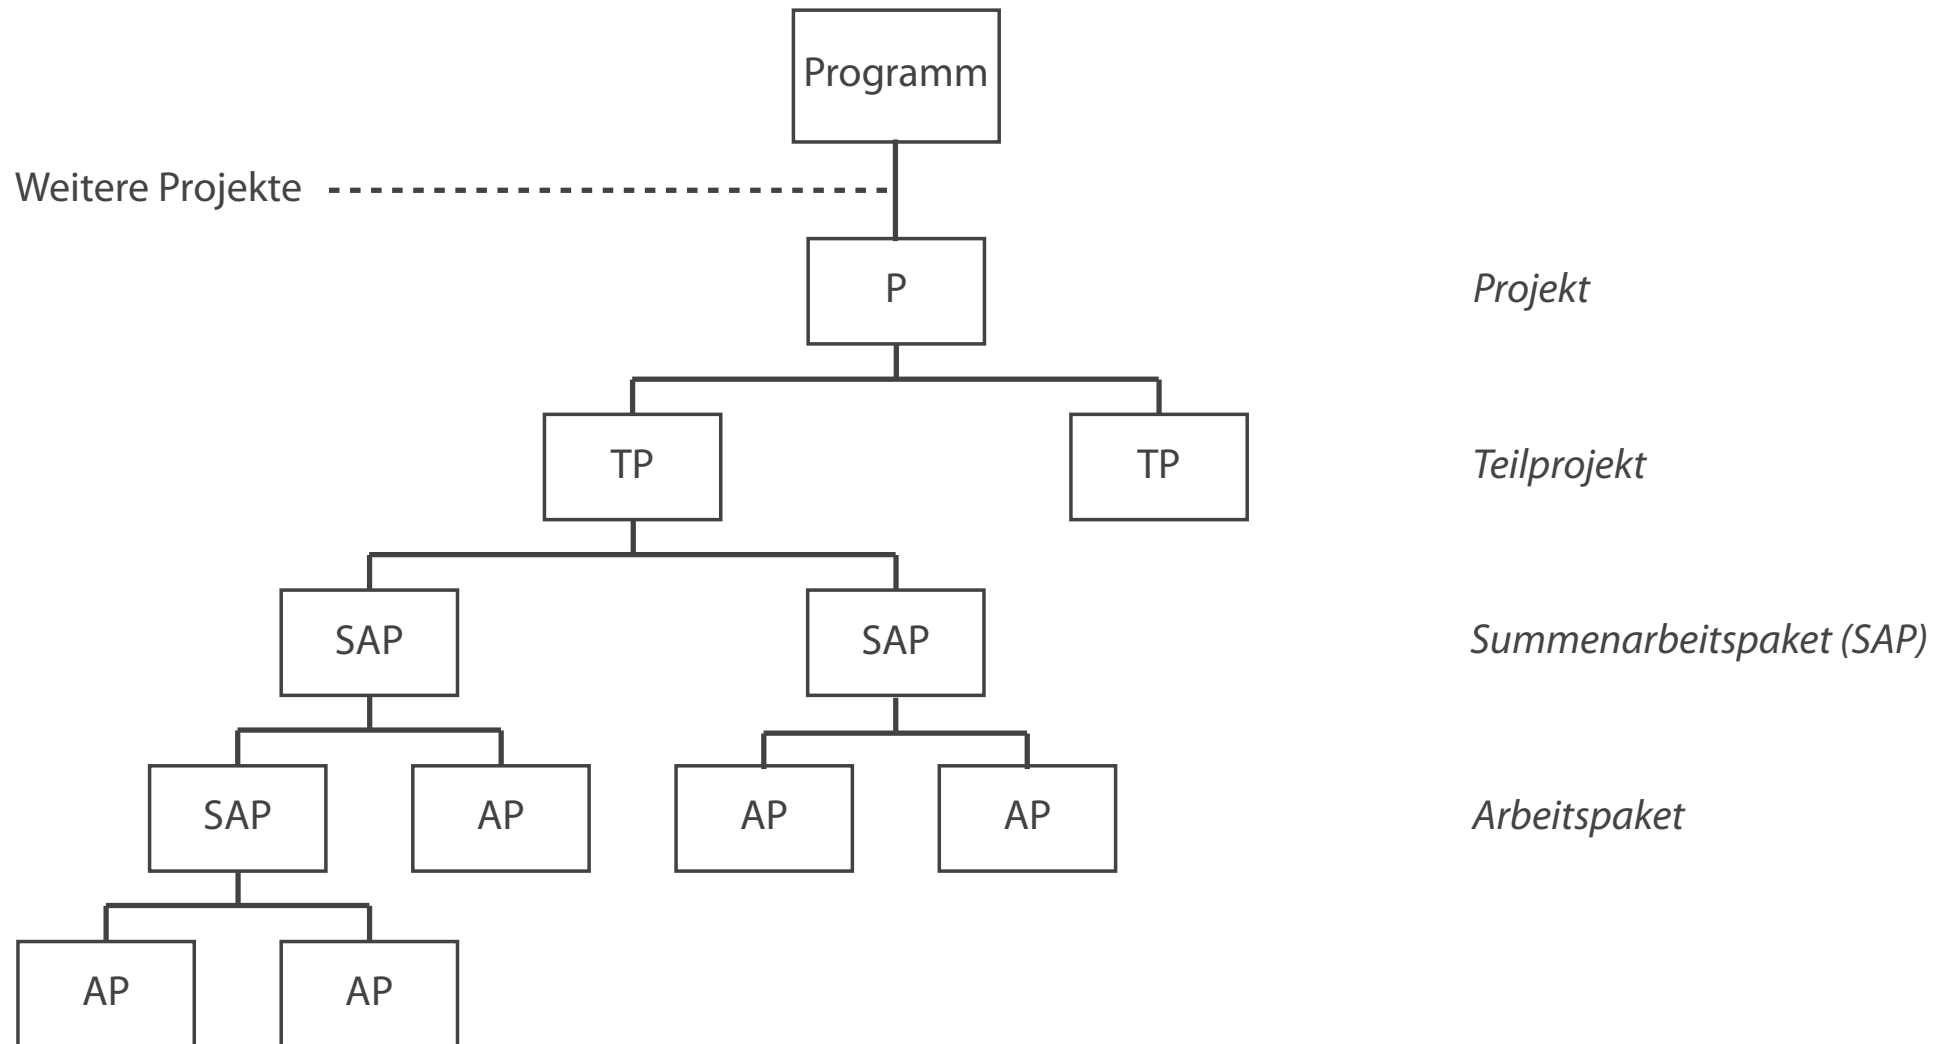 Programm
Weitere Projekte
P
Projekt
TP
TP
Teilprojekt
SAP
SAP
Summenarbeitspaket (SAP)
SAP
AP
AP
AP
Arbeitspaket
AP
AP